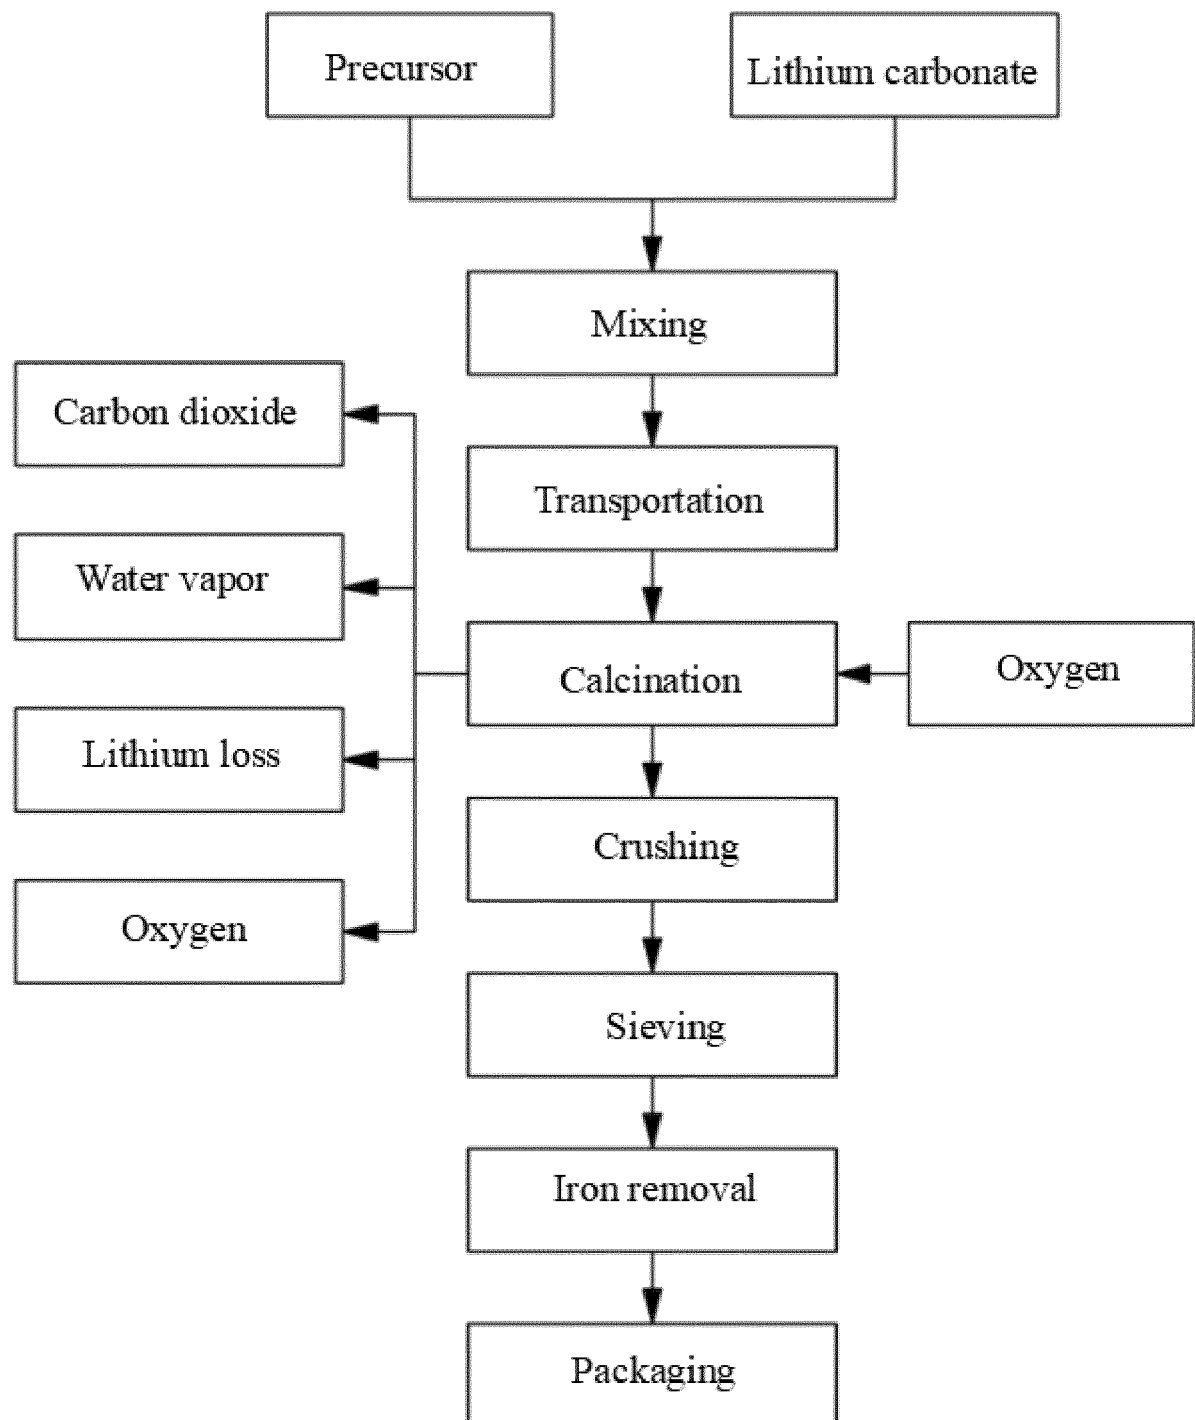 Precursor
Lithium carbonate
Mixing
Carbon dioxide
Transportation
Water vapor
Calcination
Oxygen
Lithium loss
Crushing
Oxygen
Sieving
Iron removal
Packaging